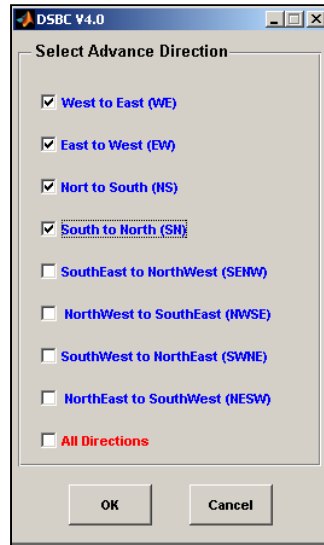 DSBC V4.0
Select Advance Direction
West to East (WE)
East to West (EW)
Nort to South (NS)
South to North (SN)
SouthEast to NorthWest (SENW)
NorthWest to SouthEast (NWSE)
SouthWest to NorthEast (SWNE)
NorthEast to SouthWest (NESW)
All Directions
OK Cancel